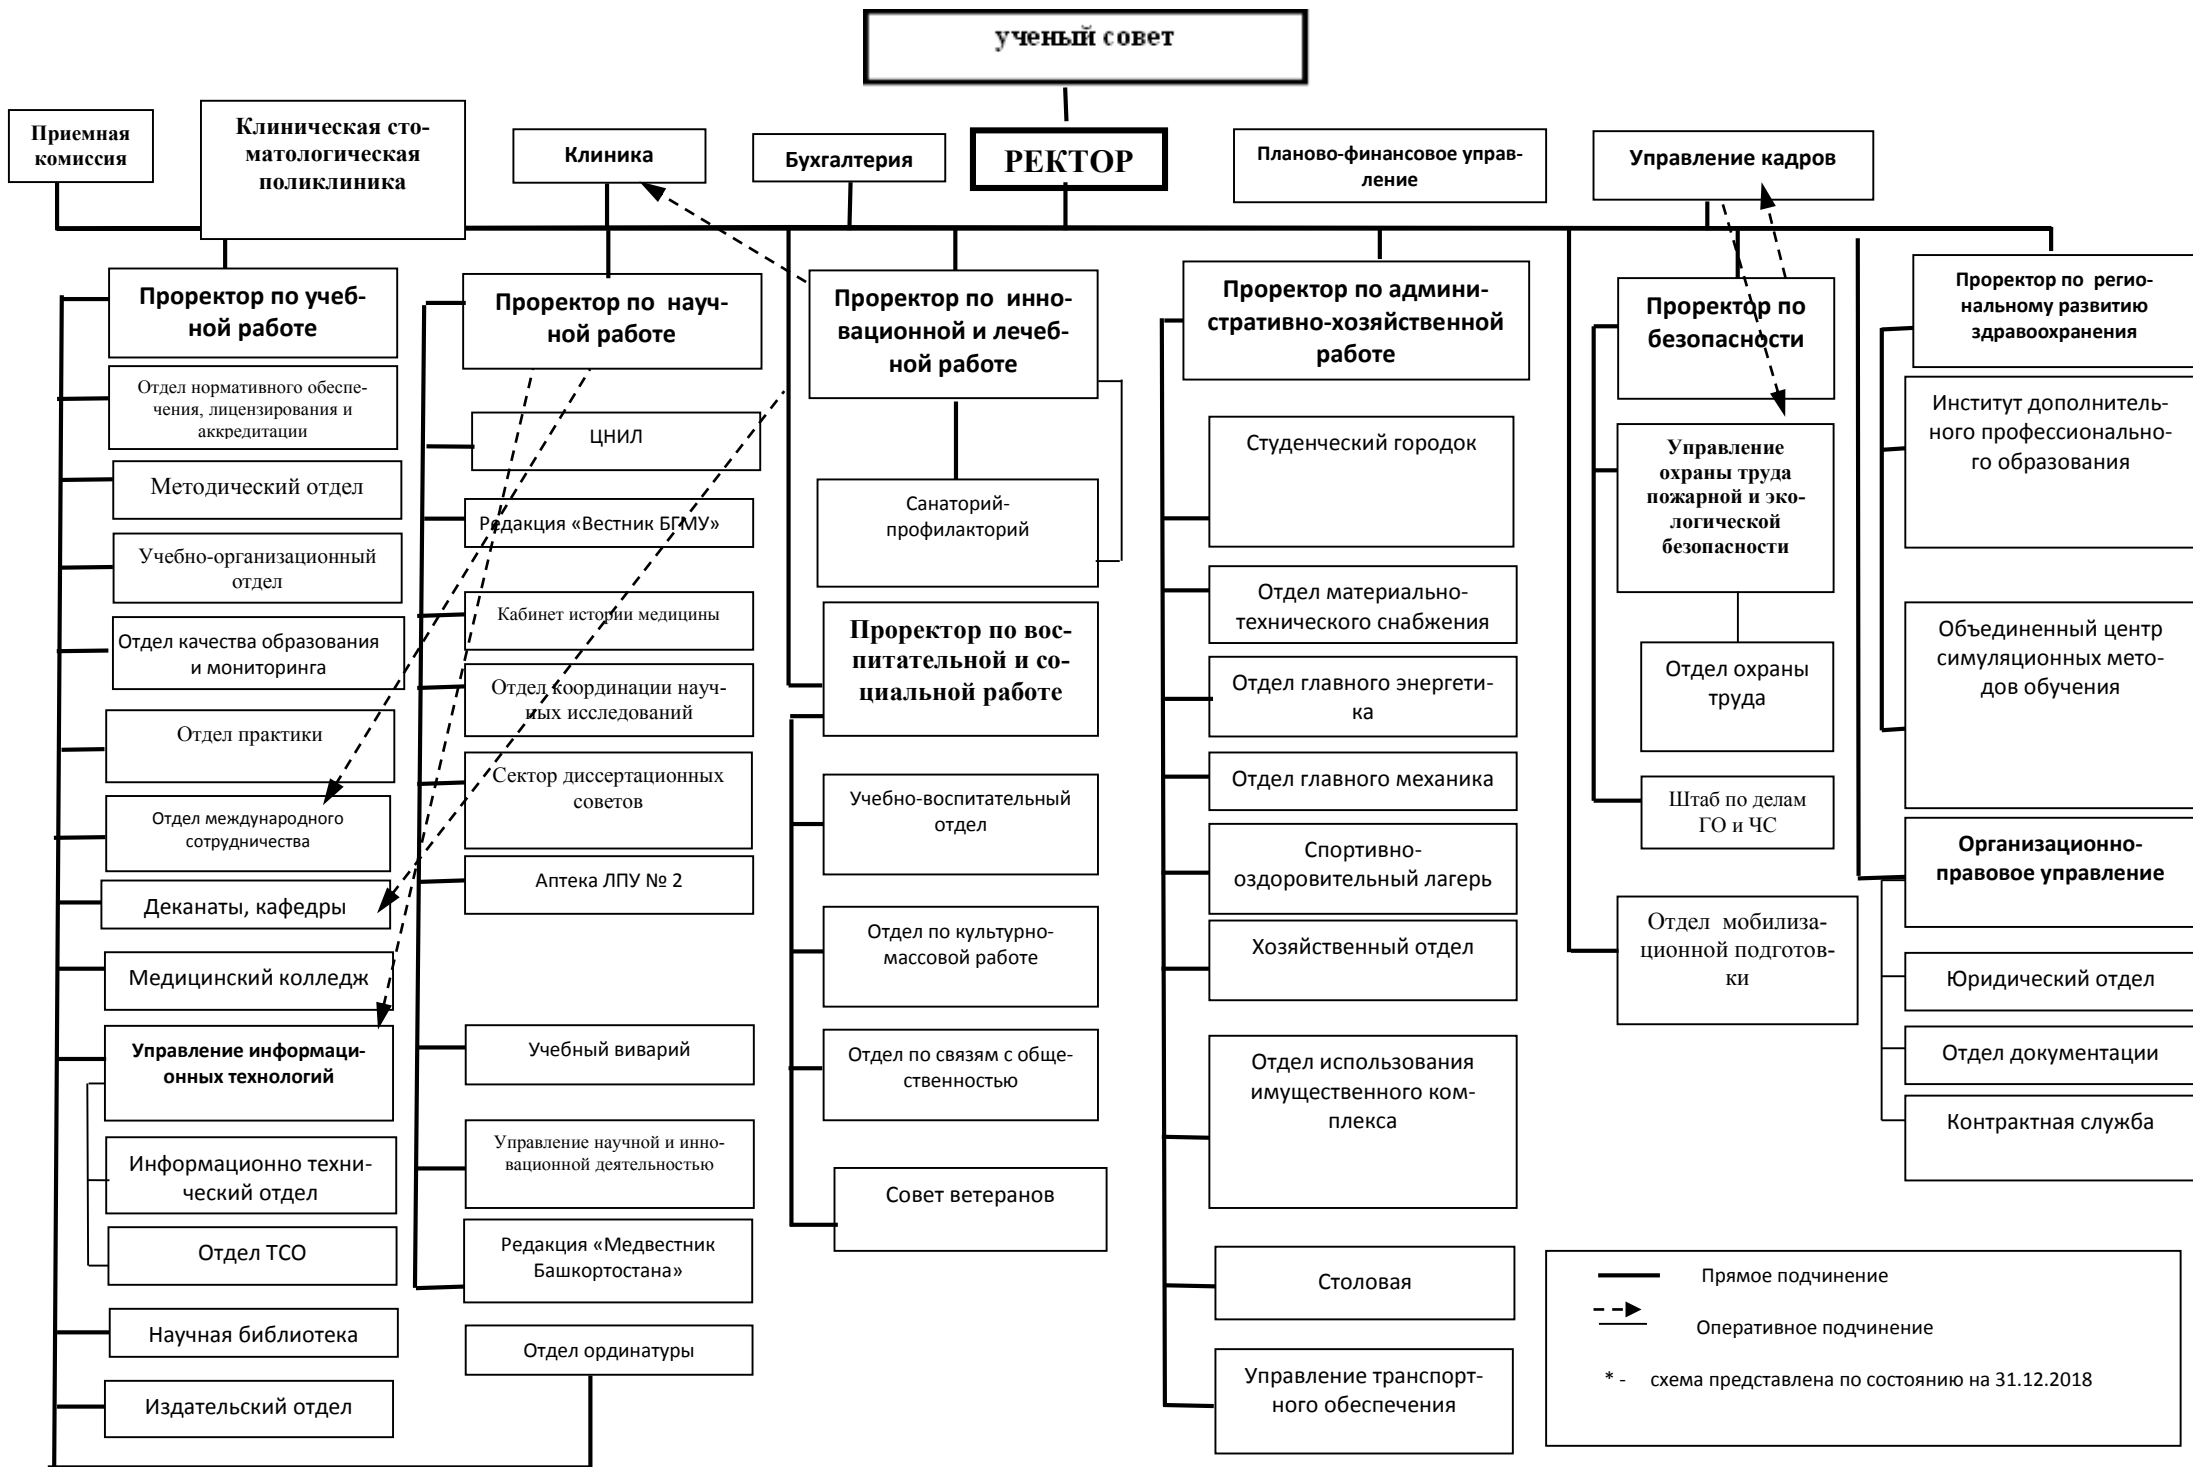 ученый совет
Приемная
комиссия
Клиническая сто-
матологическая
поликлиника
Клиника
Бухгалтерия
РЕКТОР
Планово-финансовое управ-
ление
Управление кадров
Проректор по учеб-
ной работе
Отдел нормативного обеспе-
чения, лицензирования и
аккредитации
Методический отдел
Учебно-организационный
отдел
Отдел качества образования
и мониторинга
Отдел практики
Отдел международного
сотрудничества
Деканаты, кафедры
Медицинский колледж
Управление информаци-
онных технологий
Информационно техни-
ческий отдел
Отдел ТСО
Научная библиотека
Издательский отдел
Проректор по науч-
ной работе
ЦНИЛ
Редакция «Вестник БГМУ»
Кабинет истории медицины
Отдел координации науч-
ных исследований
Сектор диссертационных
советов
Аптека ЛПУ № 2
Учебный виварий
Управление научной и инно-
вационной деятельностью
Редакция «Медвестник
Башкортостана»
Отдел ординатуры
Проректор по инно-
вационной и лечеб-
ной работе
Санаторий-
профилакторий
Проректор по вос-
питательной и со-
циальной работе
Учебно-воспитательный
отдел
Отдел по культурно-
массовой работе
Отдел по связям с обще-
ственностью
Совет ветеранов
Проректор по админи-
стративно-хозяйственной
работе
Студенческий городок
Отдел материально-
технического снабжения
Отдел главного энергети-
ка
Отдел главного механика
Спортивно-
оздоровительный лагерь
Хозяйственный отдел
Отдел использования
имущественного ком-
плекса
Столовая
Управление транспорт-
ного обеспечения
Проректор по
безопасности
Управление
охраны труда
пожарной и эко-
логической
безопасности
Отдел охраны
труда
Штаб по делам
ГО и ЧС
Отдел мобилиза-
ционной подготов-
ки
Проректор по регио-
нальному развитию
здравоохранения
Институт дополнитель-
ного профессионально-
го образования
Объединенный центр
симуляционных мето-
дов обучения
Организационно-
правовое управление
Юридический отдел
Отдел документации
Контрактная служба
Прямое подчинение
Оперативное подчинение
* - схема представлена по состоянию на 31.12.2018